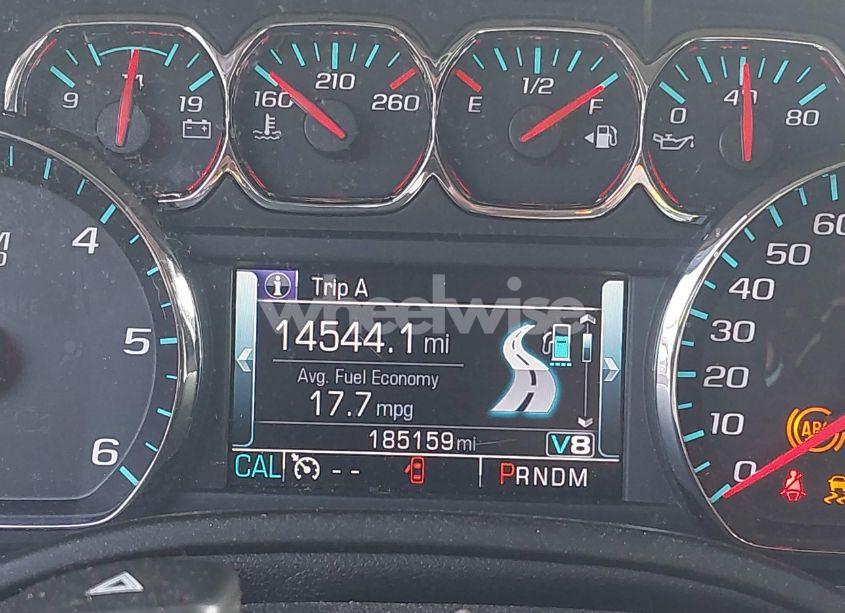 9 19
160 210 260
E 1/2 F
0 40 80
4
5
6
Trip A
wheelwise
14544.1 mi
Avg. Fuel Economy
17.7 mpg
185159 mi V8
CAL -- PRNDM
60
50
40
30
20
10
0